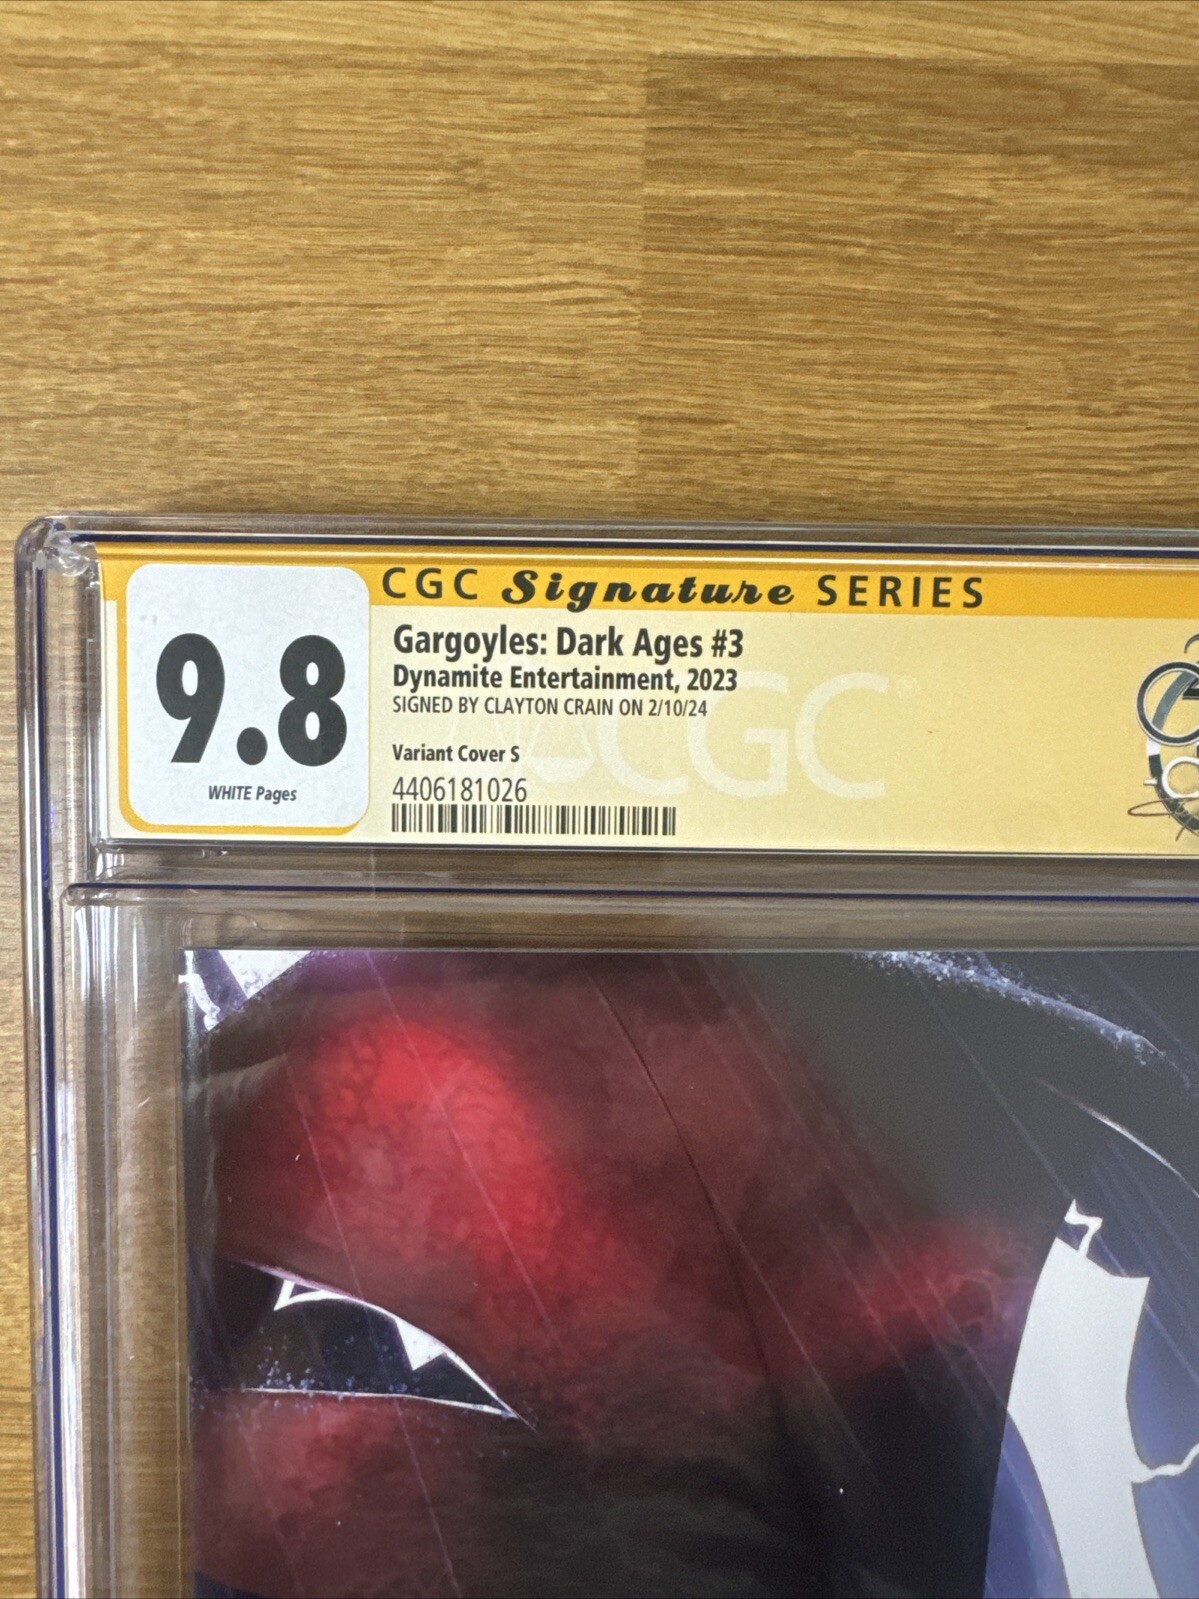 CGC Signature SERIES
9.8
WHITE Pages
Gargoyles: Dark Ages #3
Dynamite Entertainment, 2023
SIGNED BY CLAYTON CRAIN ON 2/10/24
Variant Cover S
4406181026
CGC